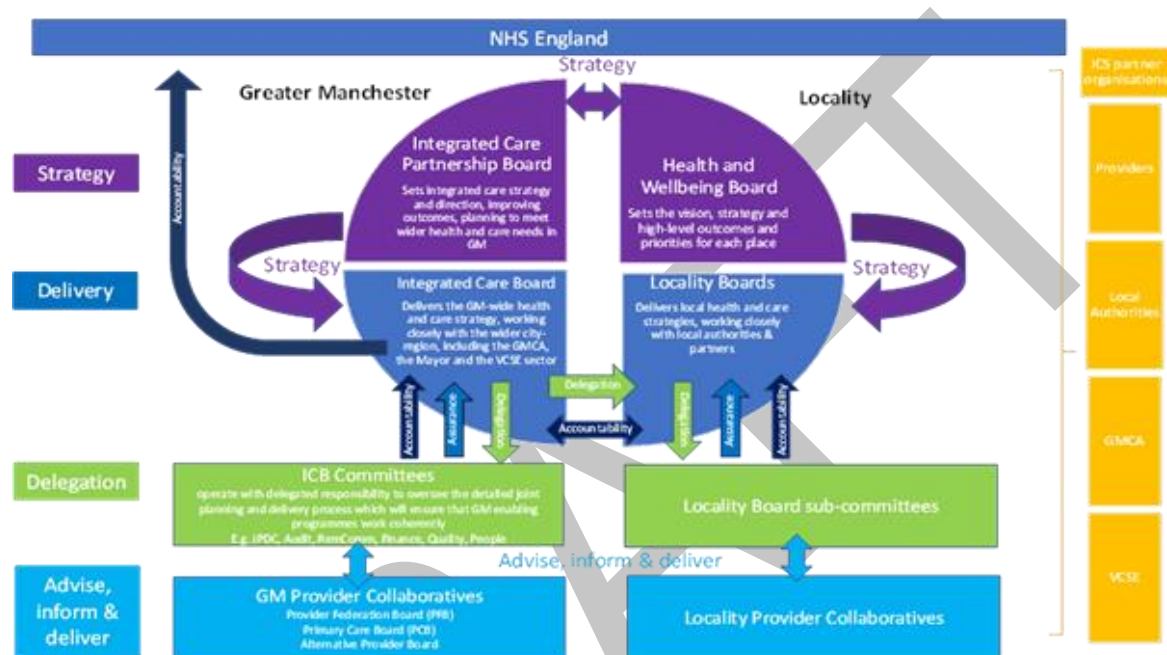 NHS England
Strategy
Greater Manchester
Locality
ICS partner
organisations
Strategy
Delivery
Delegation
Advise,
inform &
deliver
Accountability
Integrated Care
Partnership Board
Sets integrated care strategy
and direction, improving
outcomes, planning to meet
wider health and care needs in
GM
Health and
Wellbeing Board
Sets the vision, strategy and
high-level outcomes and
priorities for each place
Strategy
Strategy
Integrated Care Board
Delivers the GM-wide health
and care strategy, working
closely with the wider city-
region, including the GMCA,
the Mayor and the VCSE sector
Locality Boards
Delivers local health and care
strategies, working closely
with local authorities &
partners
Delegation
Accountability
Accountability
Assurance
Delegation
Delegation
Assurance
Accountability
ICB Committees
operate with delegated responsibility to oversee the detailed joint
planning and delivery process which will ensure that GM enabling
programmes work coherently
E.g. Audit, RemComm, Finance, Quality, People
Locality Board sub-committees
Advise, inform & deliver
GM Provider Collaboratives
Provider Federation Board (PFB)
Primary Care Board (PCB)
Alternative Provider Board
Locality Provider Collaboratives
Providers
Local
Authorities
GMCA
VCSE